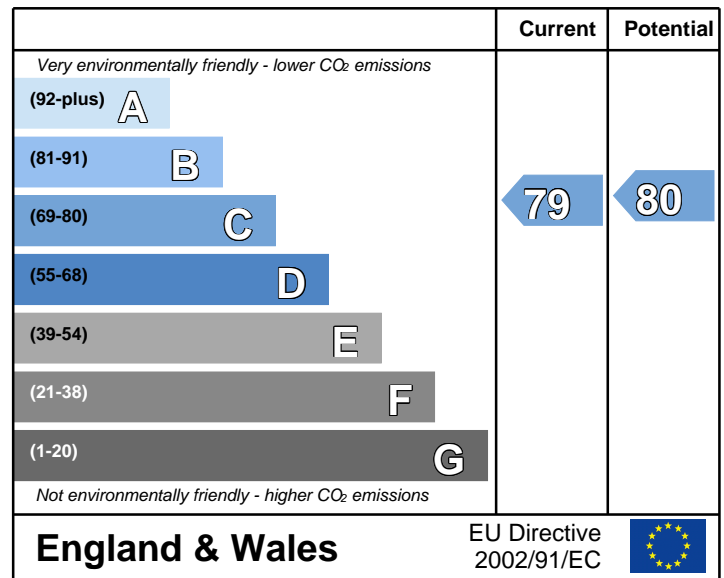 Current Potential
Very environmentally friendly - lower CO2 emissions
(92-plus) A
(81-91) B
(69-80) C
79 80
(55-68) D
(39-54) E
(21-38) F
(1-20) G
Not environmentally friendly - higher CO2 emissions
England & Wales
EU Directive
2002/91/EC